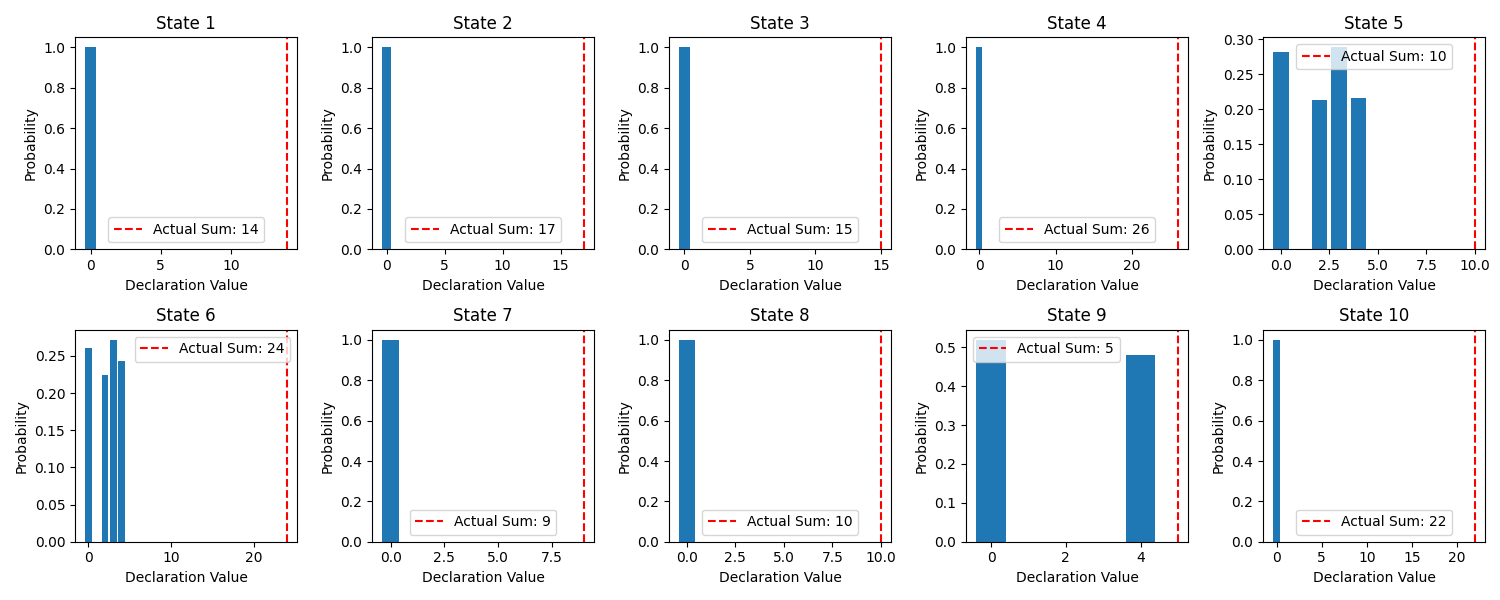 State 1
1.0
0.8
0.6
0.4
0.2
0.0
Probability
Actual Sum: 14
0
5
10
Declaration Value
State 2
1.0
0.8
0.6
0.4
0.2
0.0
Probability
Actual Sum: 17
0
5
10
15
Declaration Value
State 3
1.0
0.8
0.6
0.4
0.2
0.0
Probability
Actual Sum: 15
0
5
10
15
Declaration Value
State 4
1.0
0.8
0.6
0.4
0.2
0.0
Probability
Actual Sum: 26
0
10
20
Declaration Value
State 5
0.30
0.25
0.20
0.15
0.10
0.05
0.00
Probability
Actual Sum: 10
0.0
2.5
5.0
7.5
10.0
Declaration Value
State 6
0.25
0.20
0.15
0.10
0.05
0.00
Probability
Actual Sum: 24
0
10
20
Declaration Value
State 7
1.0
0.8
0.6
0.4
0.2
0.0
Probability
Actual Sum: 9
0.0
2.5
5.0
7.5
Declaration Value
State 8
1.0
0.8
0.6
0.4
0.2
0.0
Probability
Actual Sum: 10
0.0
2.5
5.0
7.5
10.0
Declaration Value
State 9
0.5
0.4
0.3
0.2
0.1
0.0
Probability
Actual Sum: 5
0
2
4
Declaration Value
State 10
1.0
0.8
0.6
0.4
0.2
0.0
Probability
Actual Sum: 22
0
5
10
15
20
Declaration Value